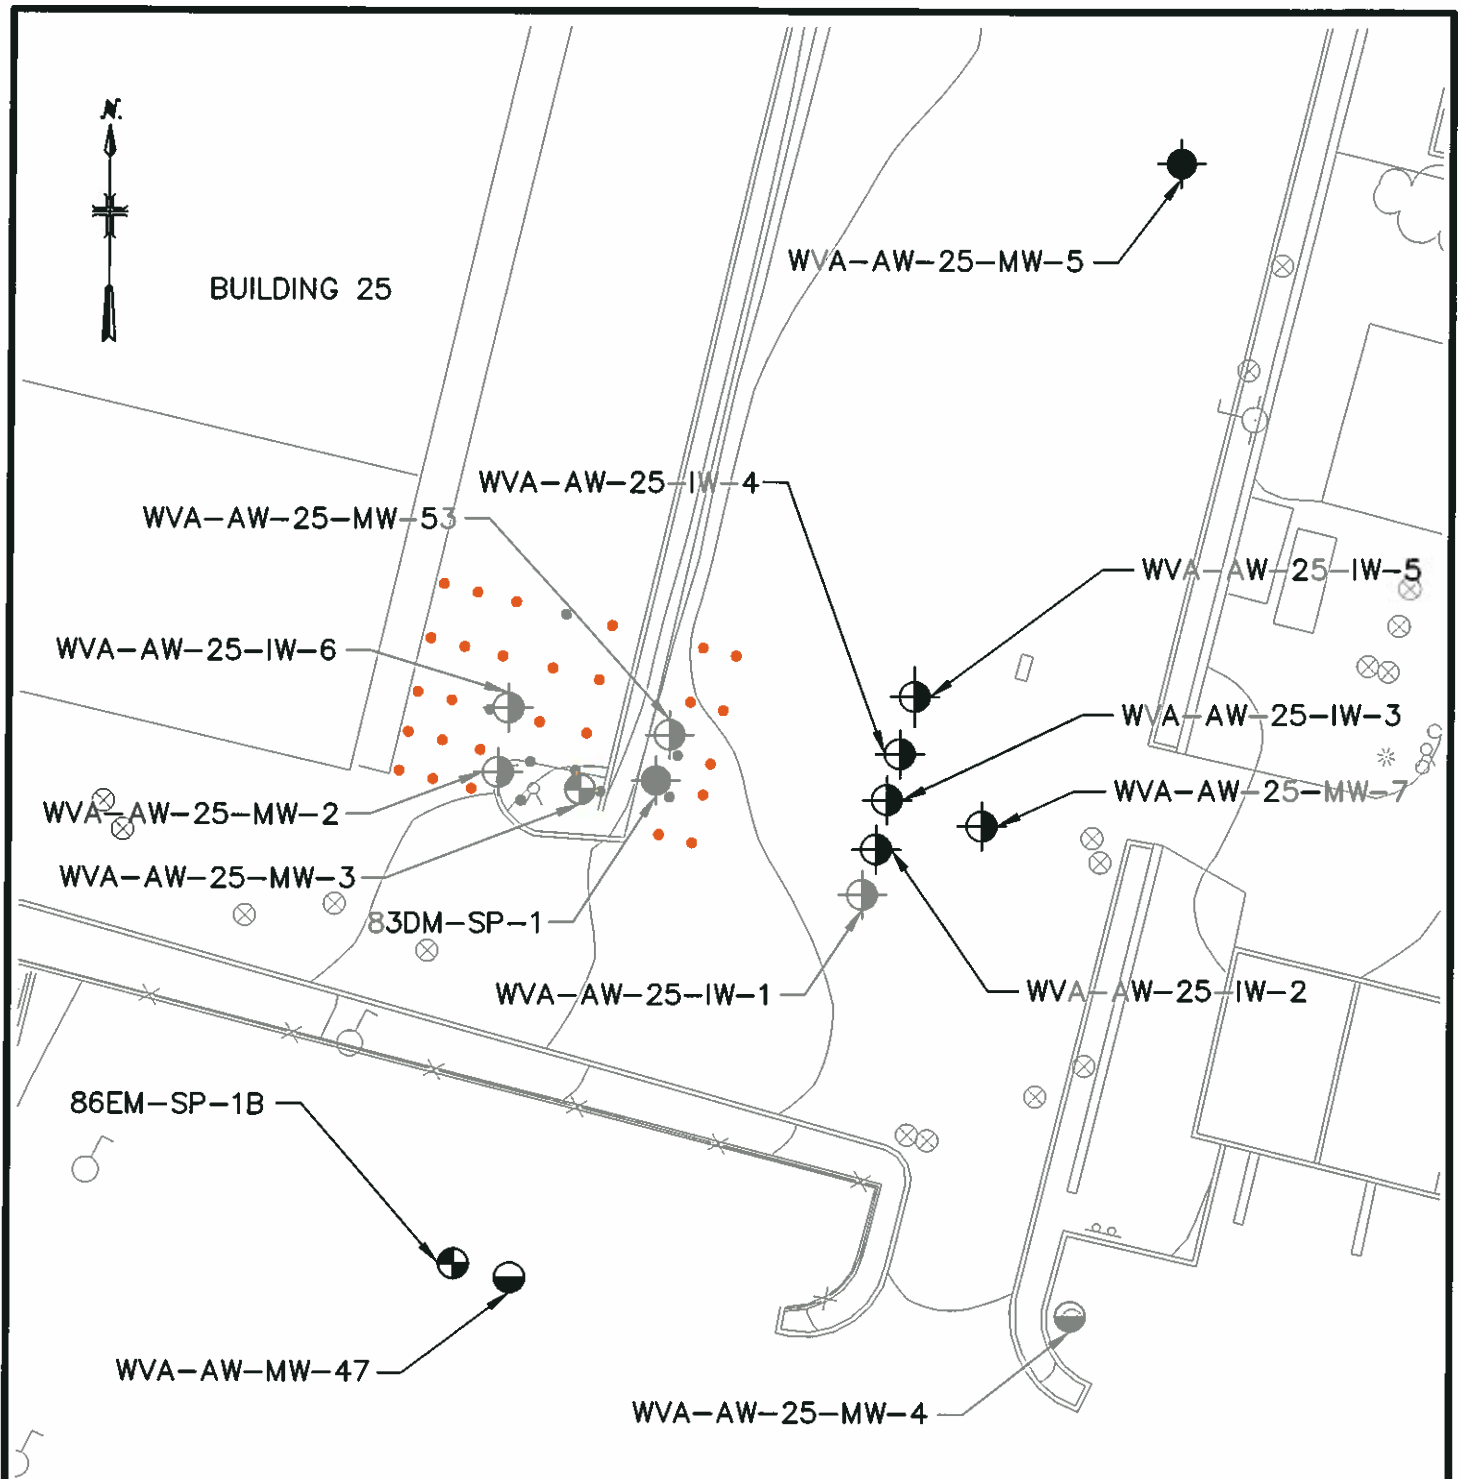 N.
WVA-AW-25-MW-5
BUILDING 25
WVA-AW-25-IW-4
WVA-AW-25-MW-53
WVA-AW-25-IW-5
WVA-AW-25-IW-6
WVA-AW-25-IW-3
WVA-AW-25-MW-7
WVA-AW-25-MW-2
WVA-AW-25-MW-3
83DM-SP-1
WVA-AW-25-IW-1
WVA-AW-25-IW-2
86EM-SP-1B
WVA-AW-MW-47
WVA-AW-25-MW-4